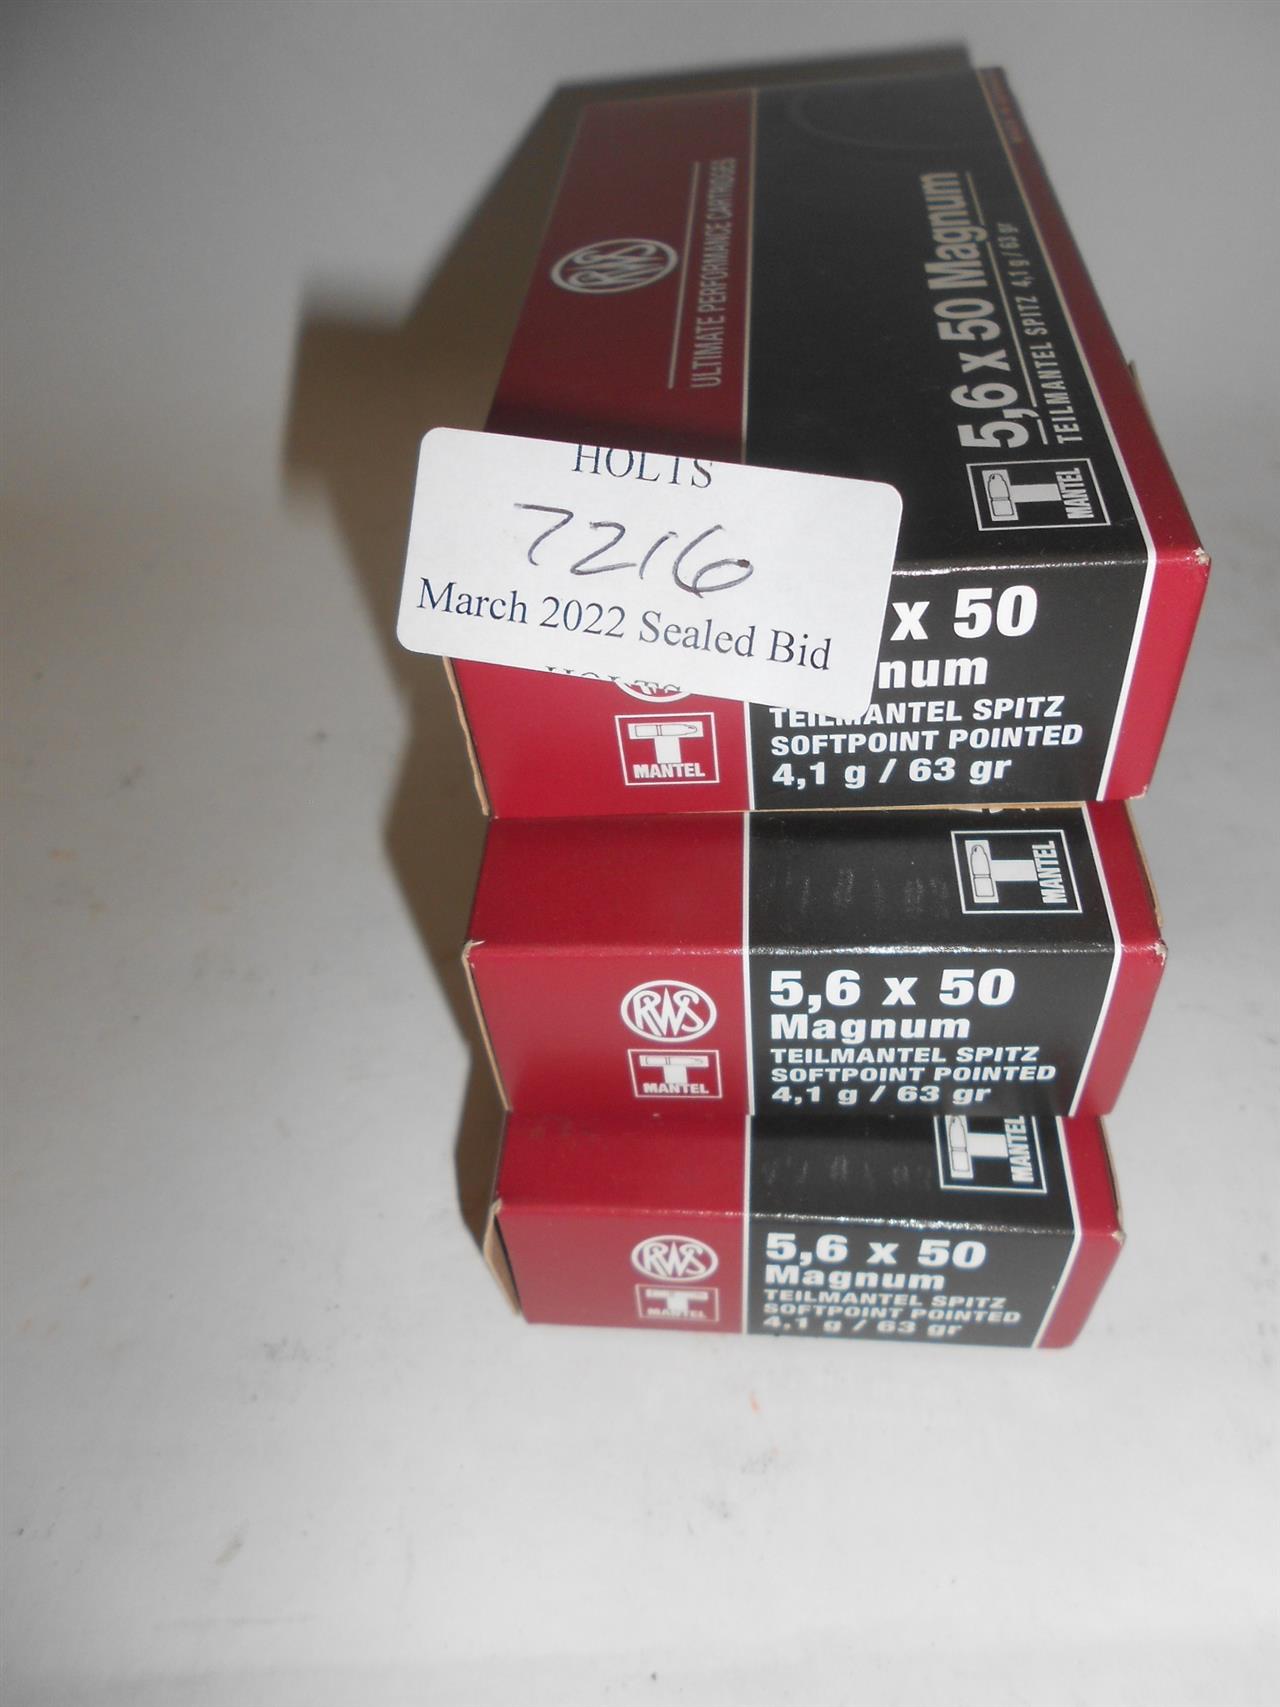 RWS
ULTIMATE PERFORMANCE CARTRIDGES
5,6 x 50 Magnum
TEILMANTEL SPITZ 4,1 g / 63 gr
T
MANTEL
HOLTS
7216
March 2022 Sealed Bid
x 50
num
TEILMANTEL SPITZ
SOFTPOINT POINTED
4,1 g / 63 gr
T
MANTEL
T
MANTEL
RWS
T
MANTEL
5,6 x 50
Magnum
TEILMANTEL SPITZ
SOFTPOINT POINTED
4,1 g / 63 gr
T
MANTEL
RWS
T
MANTEL
5,6 x 50
Magnum
TEILMANTEL SPITZ
SOFTPOINT POINTED
4,1 g / 63 gr